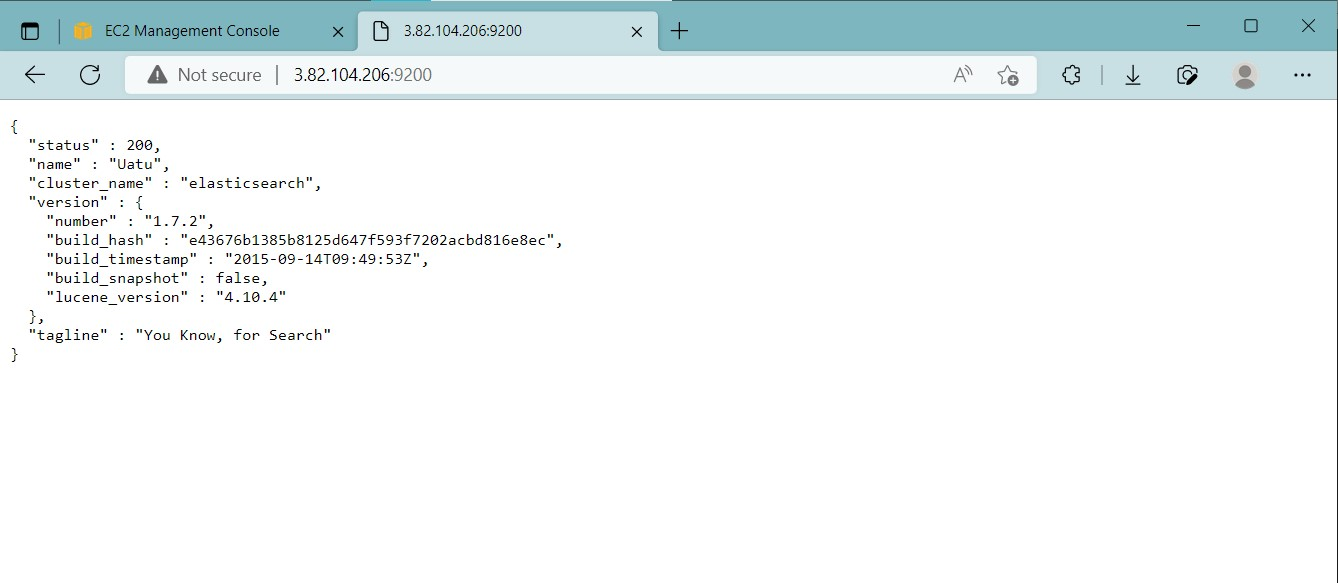 EC2 Management Console
3.82.104.206:9200
Not secure | 3.82.104.206:9200
{
"status" : 200,
"name" : "Uatu",
"cluster_name" : "elasticsearch",
"version" : {
"number" : "1.7.2",
"build_hash" : "e43676b1385b8125d647f593f7202acbd816e8ec",
"build_timestamp" : "2015-09-14T09:49:53Z",
"build_snapshot" : false,
"lucene_version" : "4.10.4"
},
"tagline" : "You Know, for Search"
}